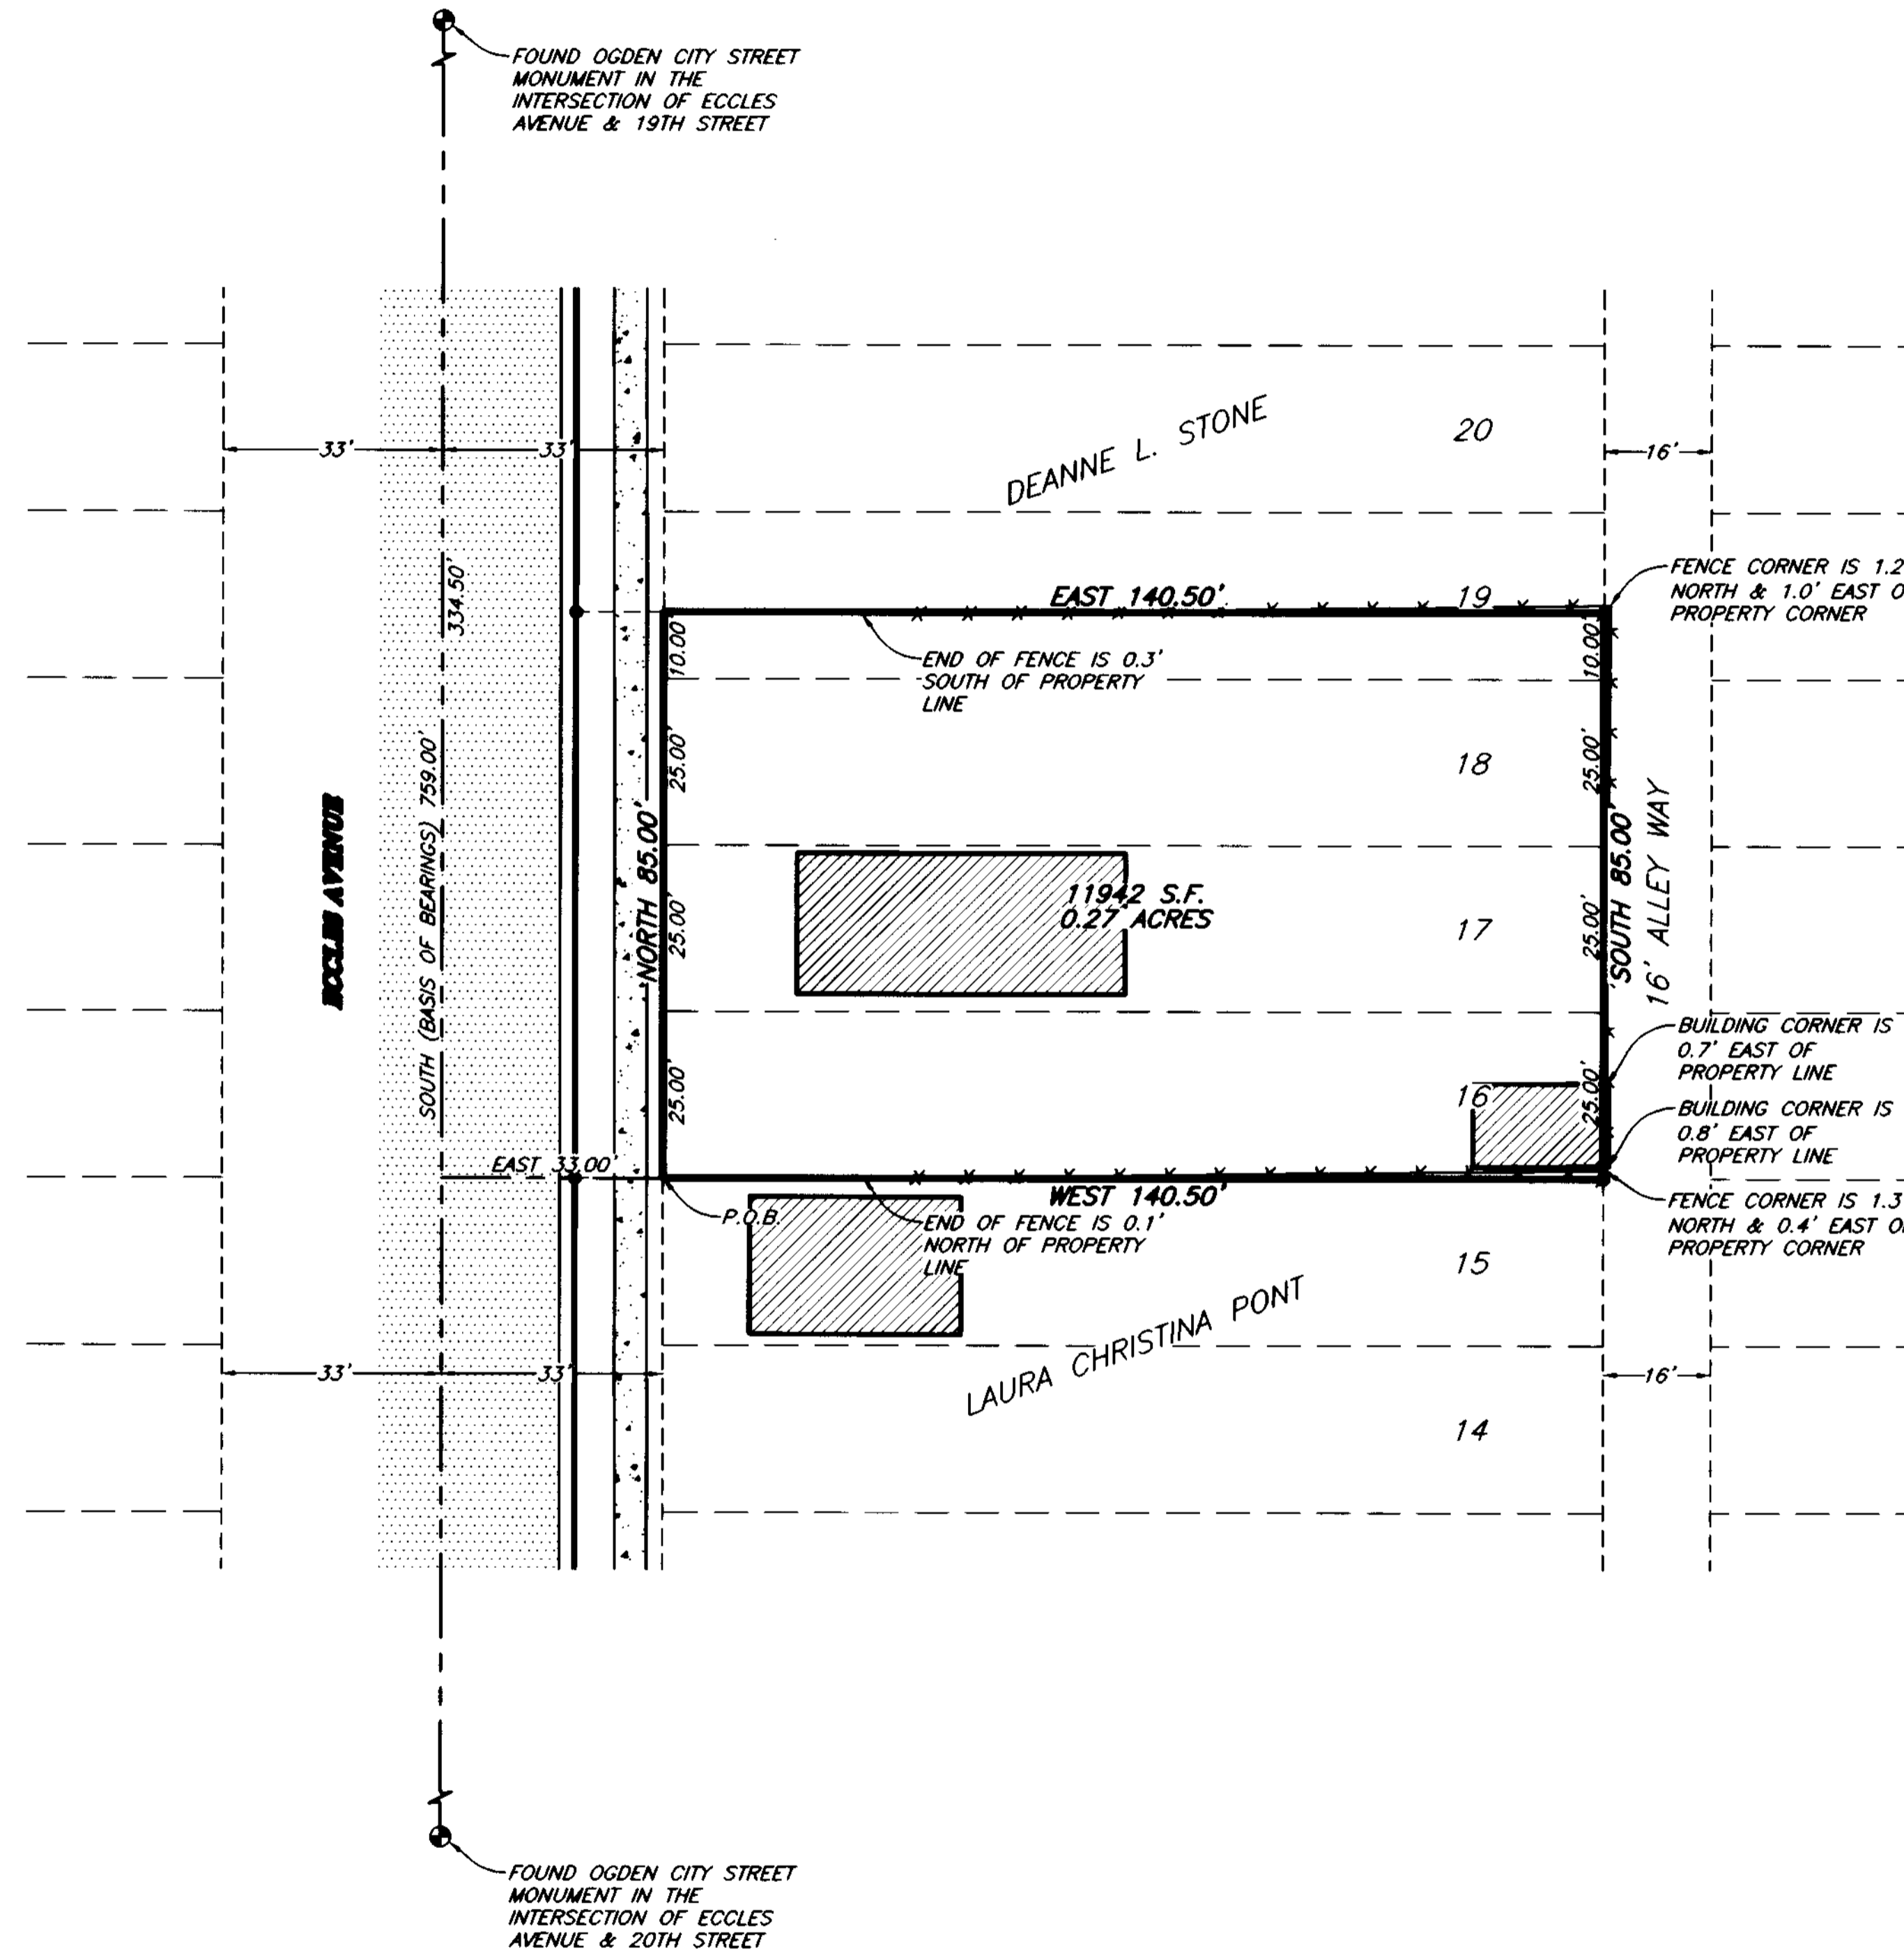 FOUND OGDEN CITY STREET
MONUMENT IN THE
INTERSECTION OF ECCLES
AVENUE & 19TH STREET
33'
33'
DEANNE L. STONE
20
16'
334.50'
EAST 140.50'
19
FENCE CORNER IS 1.2
NORTH & 1.0' EAST O
PROPERTY CORNER
10.00'
10.00'
END OF FENCE IS 0.3'
SOUTH OF PROPERTY
LINE
25.00'
18
25.00'
ECCLES AVENUE
SOUTH (BASIS OF BEARINGS) 759.00'
NORTH 85.00'
25.00'
11942 S.F.
0.27 ACRES
17
25.00'
SOUTH 85.00'
16' ALLEY WAY
BUILDING CORNER IS
0.7' EAST OF
PROPERTY LINE
25.00'
16
25.00'
BUILDING CORNER IS
0.8' EAST OF
PROPERTY LINE
EAST 33.00'
WEST 140.50'
P.O.B.
END OF FENCE IS 0.1'
NORTH OF PROPERTY
LINE
FENCE CORNER IS 1.3
NORTH & 0.4' EAST O
PROPERTY CORNER
15
LAURA CHRISTINA PONT
33'
33'
16'
14
FOUND OGDEN CITY STREET
MONUMENT IN THE
INTERSECTION OF ECCLES
AVENUE & 20TH STREET